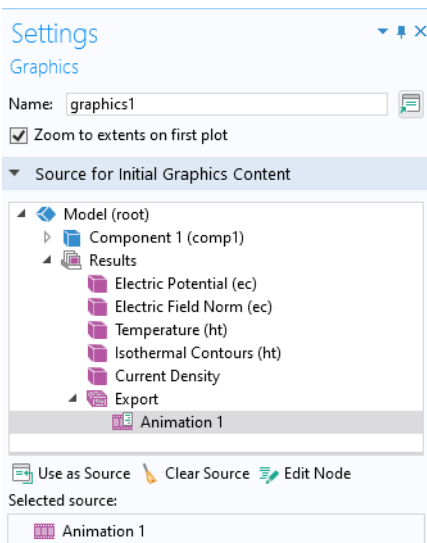 Settings
Graphics
Name: graphics1
Zoom to extents on first plot
Source for Initial Graphics Content
Model (root)
Component 1 (comp1)
Results
Electric Potential (ec)
Electric Field Norm (ec)
Temperature (ht)
Isothermal Contours (ht)
Current Density
Export
Animation 1
Use as Source Clear Source Edit Node
Selected source:
Animation 1